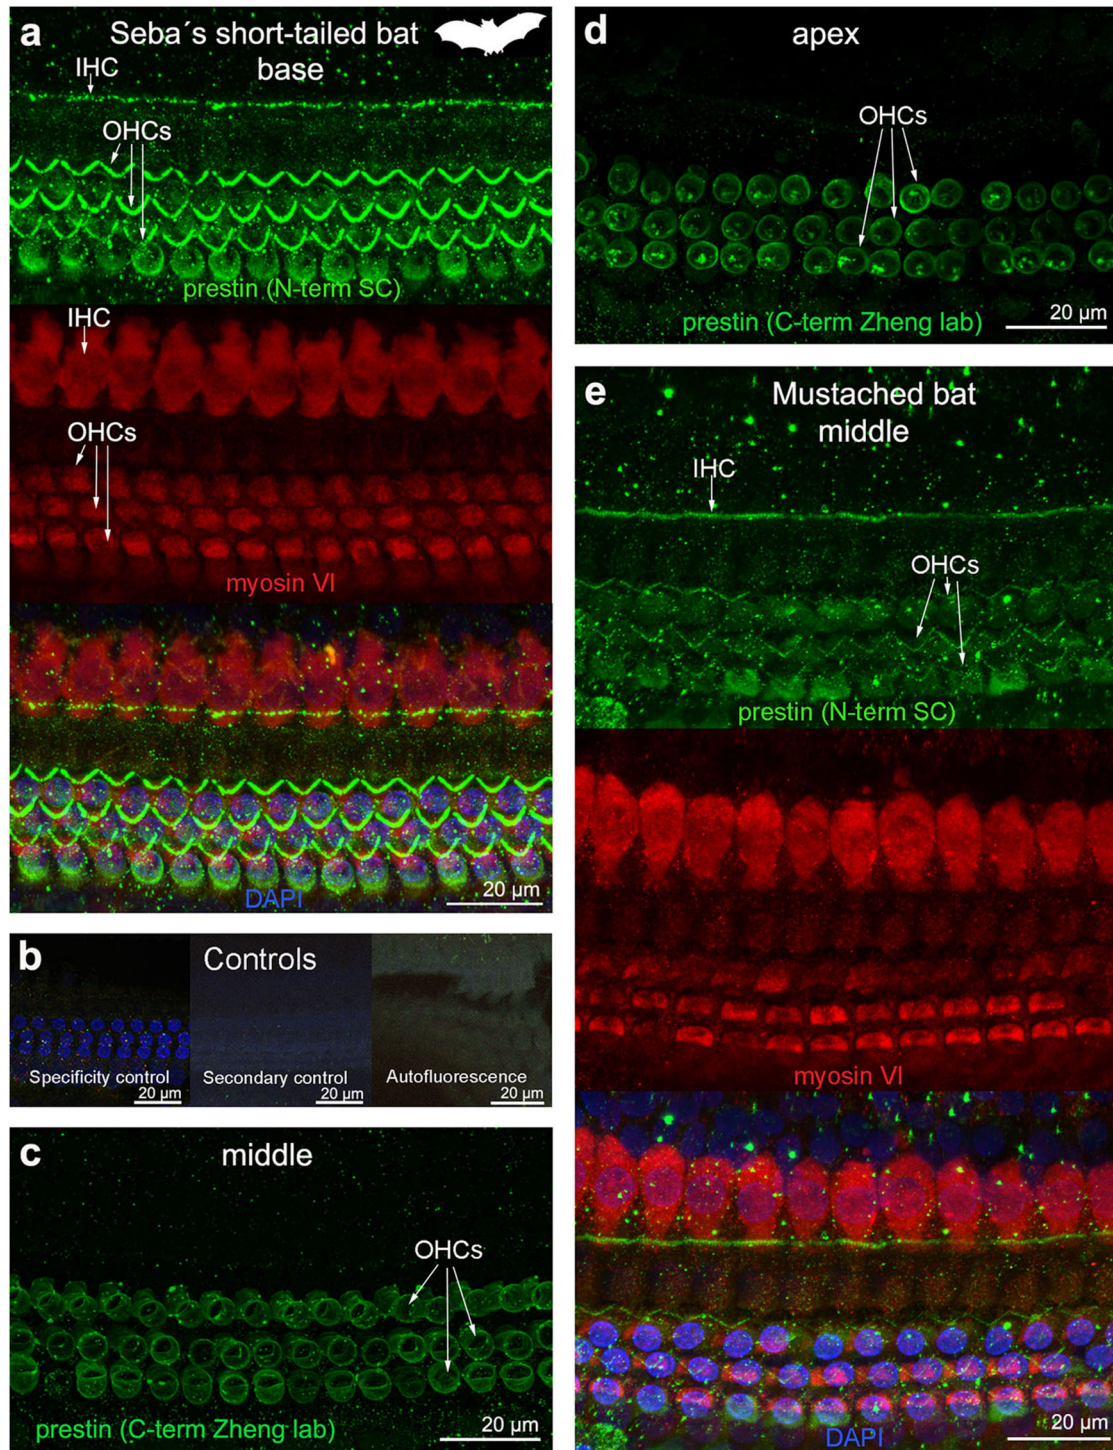 a
Seba´s short-tailed bat
base
IHC
OHCs
prestin (N-term SC)
IHC
OHCs
myosin VI
DAPI
20 µm
b
Controls
Specificity control
20 µm
Secondary control
20 µm
Autofluorescence
20 µm
c
middle
OHCs
prestin (C-term Zheng lab)
20 µm
d
apex
OHCs
prestin (C-term Zheng lab)
20 µm
e
Mustached bat
middle
IHC
OHCs
prestin (N-term SC)
myosin VI
DAPI
20 µm